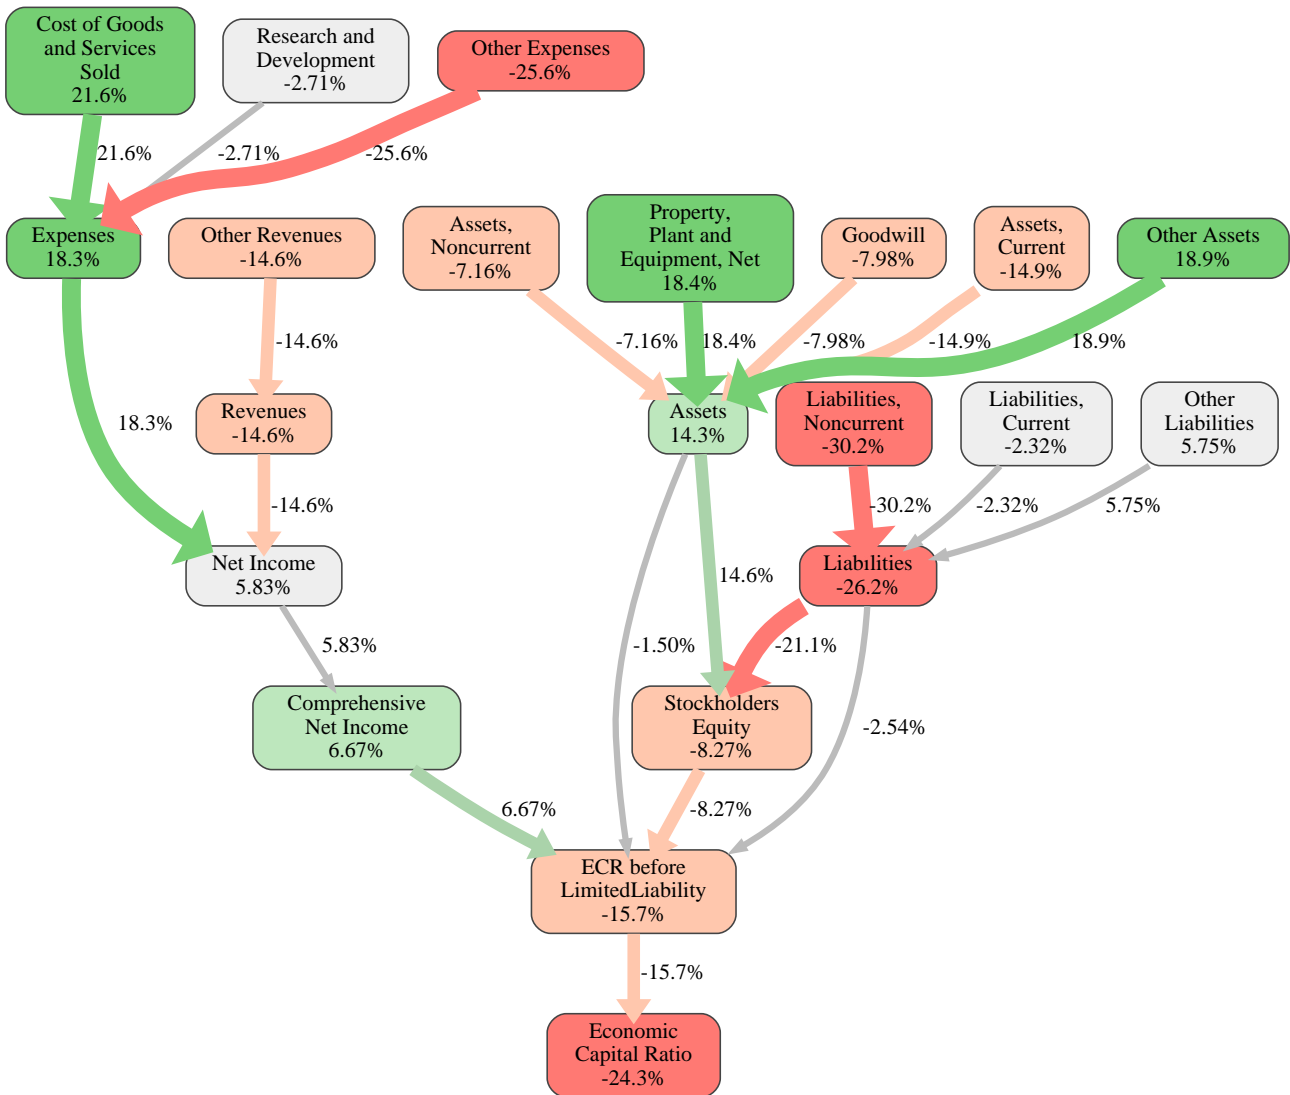 Cost of Goods
and Services
Sold
21.6%
Research and
Development
-2.71%
Other Expenses
-25.6%
21.6%
-2.71%
-25.6%
Expenses
18.3%
Other Revenues
-14.6%
Assets,
Noncurrent
-7.16%
Property,
Plant and
Equipment, Net
18.4%
Goodwill
-7.98%
Assets,
Current
-14.9%
Other Assets
18.9%
-14.6%
-7.16%
18.4%
-7.98%
-14.9%
18.9%
18.3%
Revenues
-14.6%
Assets
14.3%
Liabilities,
Noncurrent
-30.2%
Liabilities,
Current
-2.32%
Other
Liabilities
5.75%
-14.6%
-30.2%
-2.32%
5.75%
Net Income
5.83%
14.6%
Liabilities
-26.2%
5.83%
-1.50%
-21.1%
Comprehensive
Net Income
6.67%
Stockholders
Equity
-8.27%
-2.54%
6.67%
-8.27%
ECR before
LimitedLiability
-15.7%
-15.7%
Economic
Capital Ratio
-24.3%